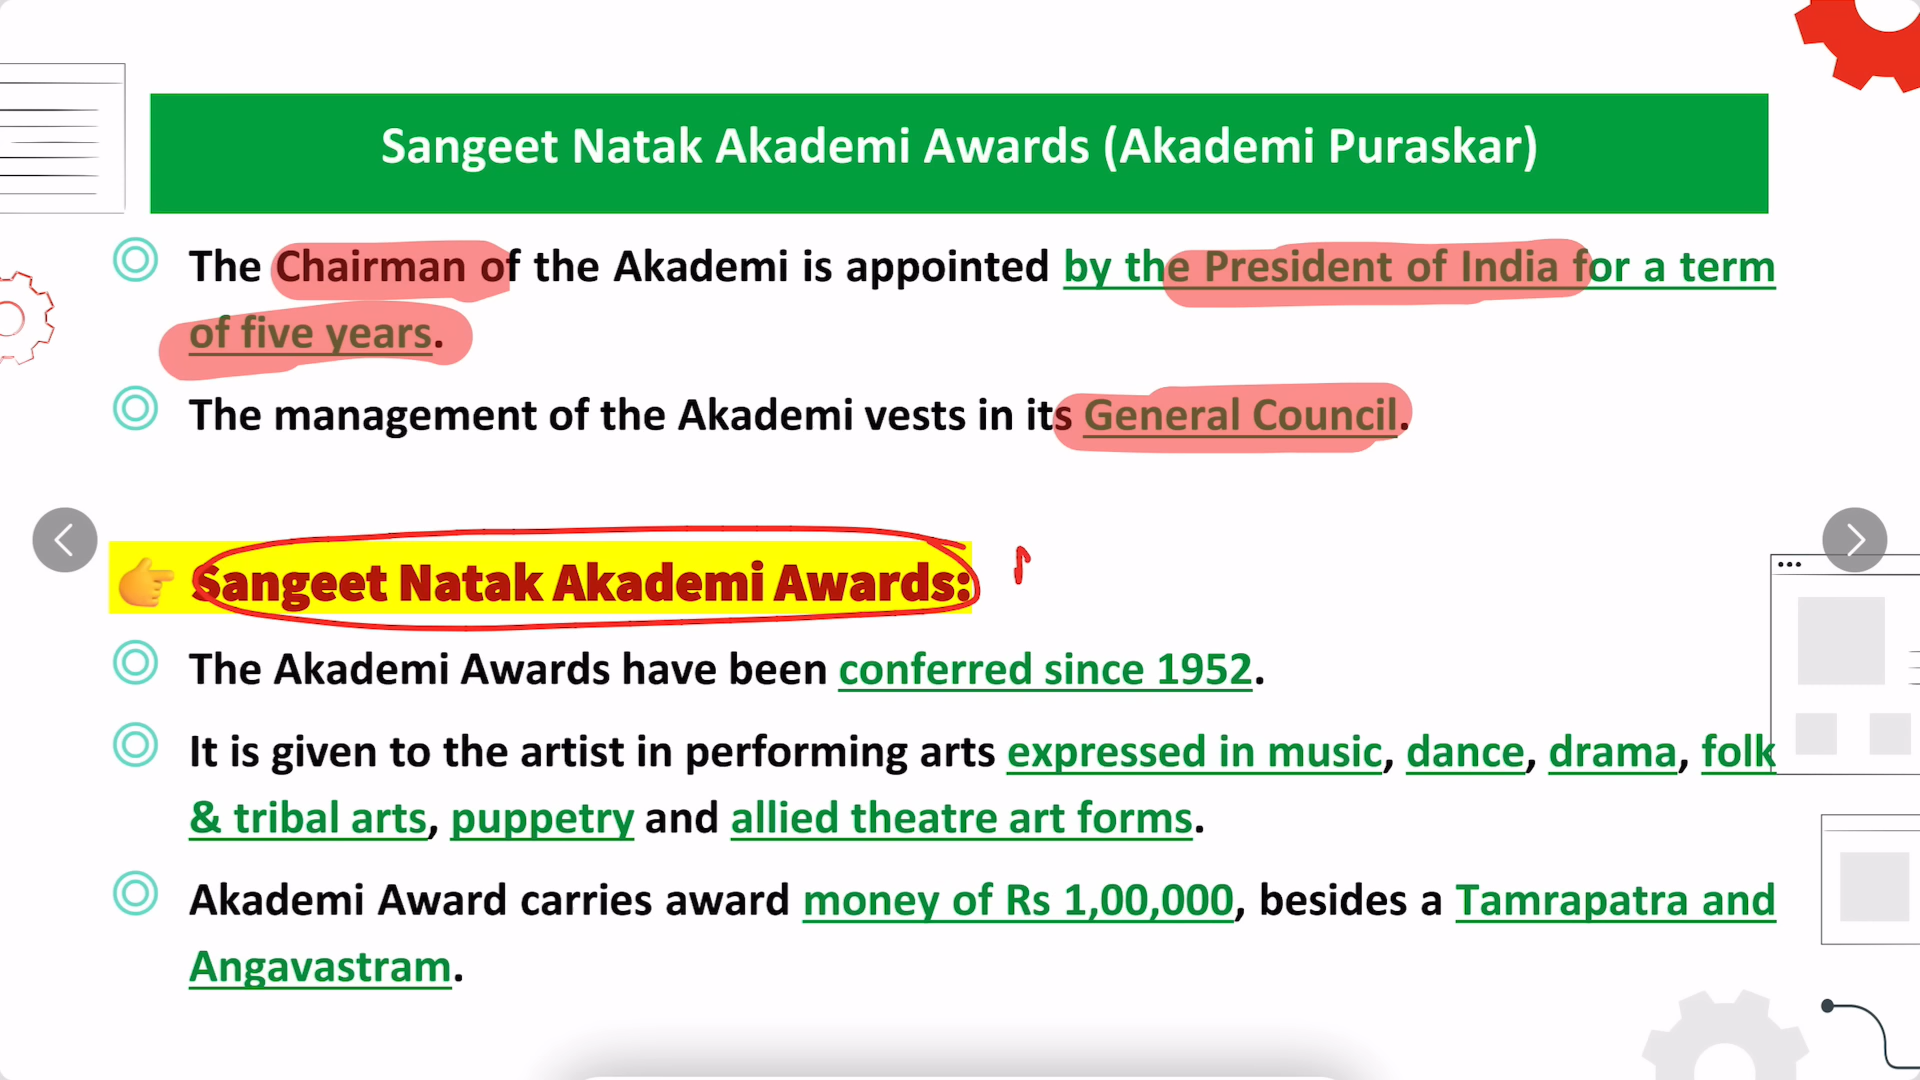 Sangeet Natak Akademi Awards (Akademi Puraskar)
The Chairman of the Akademi is appointed by the President of India for a term
of five years.
The management of the Akademi vests in its General Council.
Sangeet Natak Akademi Awards:
The Akademi Awards have been conferred since 1952.
It is given to the artist in performing arts expressed in music, dance, drama, folk
& tribal arts, puppetry and allied theatre art forms.
Akademi Award carries award money of Rs 1,00,000, besides a Tamrapatra and
Angavastram.